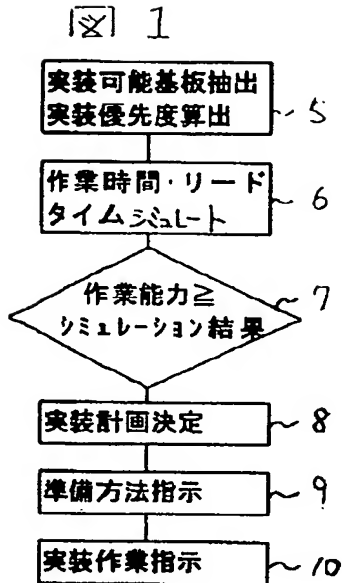 図 1
実装可能基板抽出
実装優先度算出
5
作業時間・リード
タイムシミュレート
6
作業能力≧
シミュレーション結果
7
実装計画決定
8
準備方法指示
9
実装作業指示
10